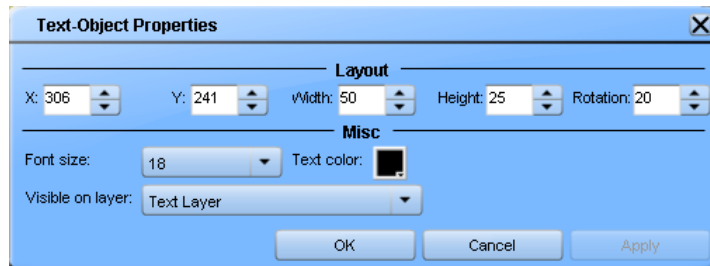 Text-Object Properties
Layout
X: 306 Y: 241 Width: 50 Height: 25 Rotation: 20
Misc
Font size: 18 Text color:
Visible on layer: Text Layer
OK Cancel Apply